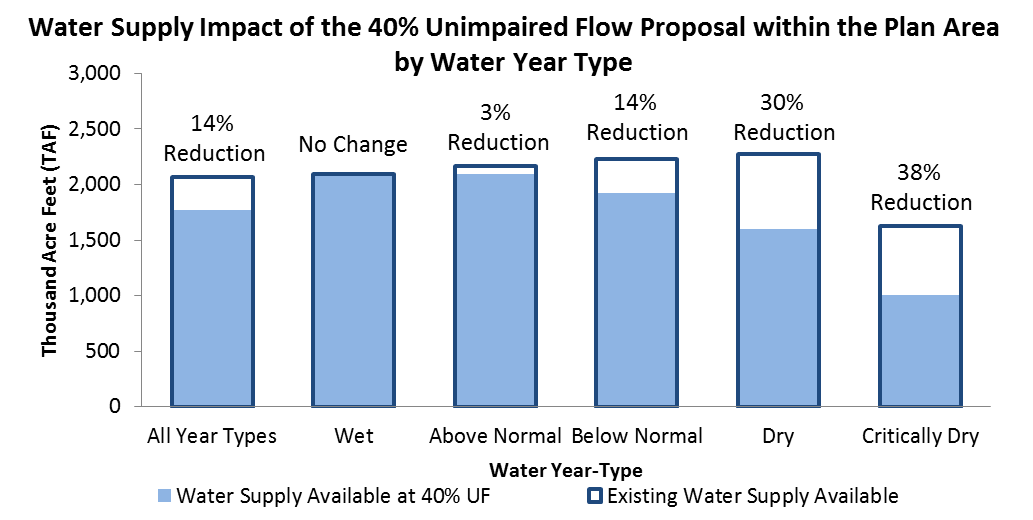 Water Supply Impact of the 40% Unimpaired Flow Proposal within the Plan Area
by Water Year Type
Thousand Acre Feet (TAF)
3,000
2,500
2,000
1,500
1,000
500
0
14%
Reduction
No Change
3%
Reduction
14%
Reduction
30%
Reduction
38%
Reduction
All Year Types
Wet
Above Normal
Below Normal
Dry
Critically Dry
Water Year-Type
Water Supply Available at 40% UF
Existing Water Supply Available